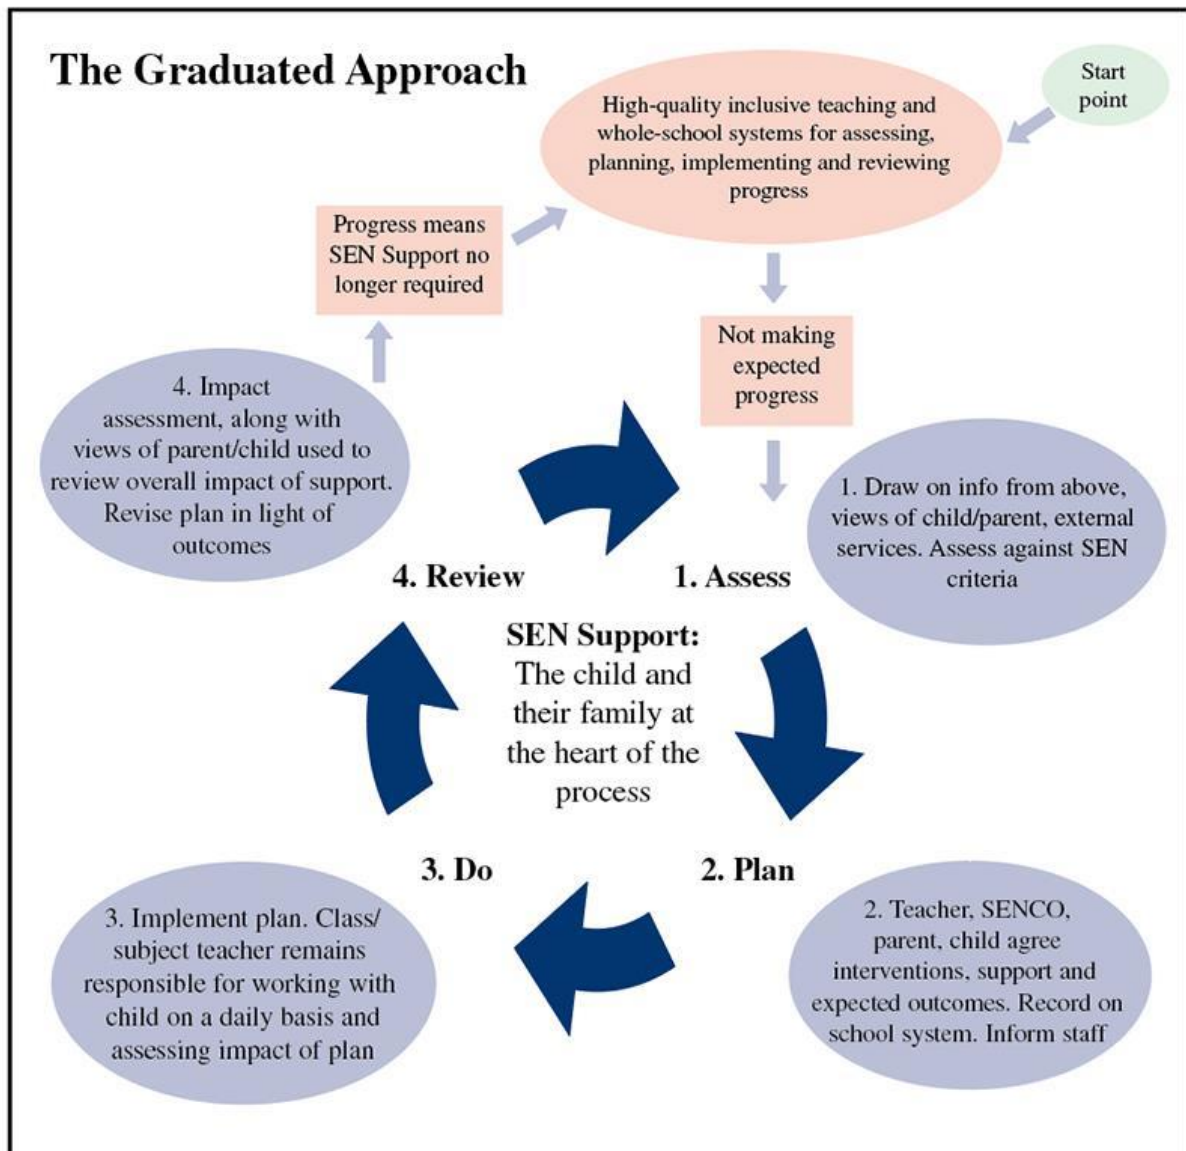 The Graduated Approach
Start
point
High-quality inclusive teaching and
whole-school systems for assessing,
planning, implementing and reviewing
progress
Progress means
SEN Support no
longer required
Not making
expected
progress
4. Impact
assessment, along with
views of parent/child used to
review overall impact of support.
Revise plan in light of
outcomes
1. Draw on info from above,
views of child/parent, external
services. Assess against SEN
criteria
4. Review
1. Assess
SEN Support:
The child and
their family at
the heart of the
process
3. Do
2. Plan
3. Implement plan. Class/
subject teacher remains
responsible for working with
child on a daily basis and
assessing impact of plan
2. Teacher, SENCO,
parent, child agree
interventions, support and
expected outcomes. Record on
school system. Inform staff